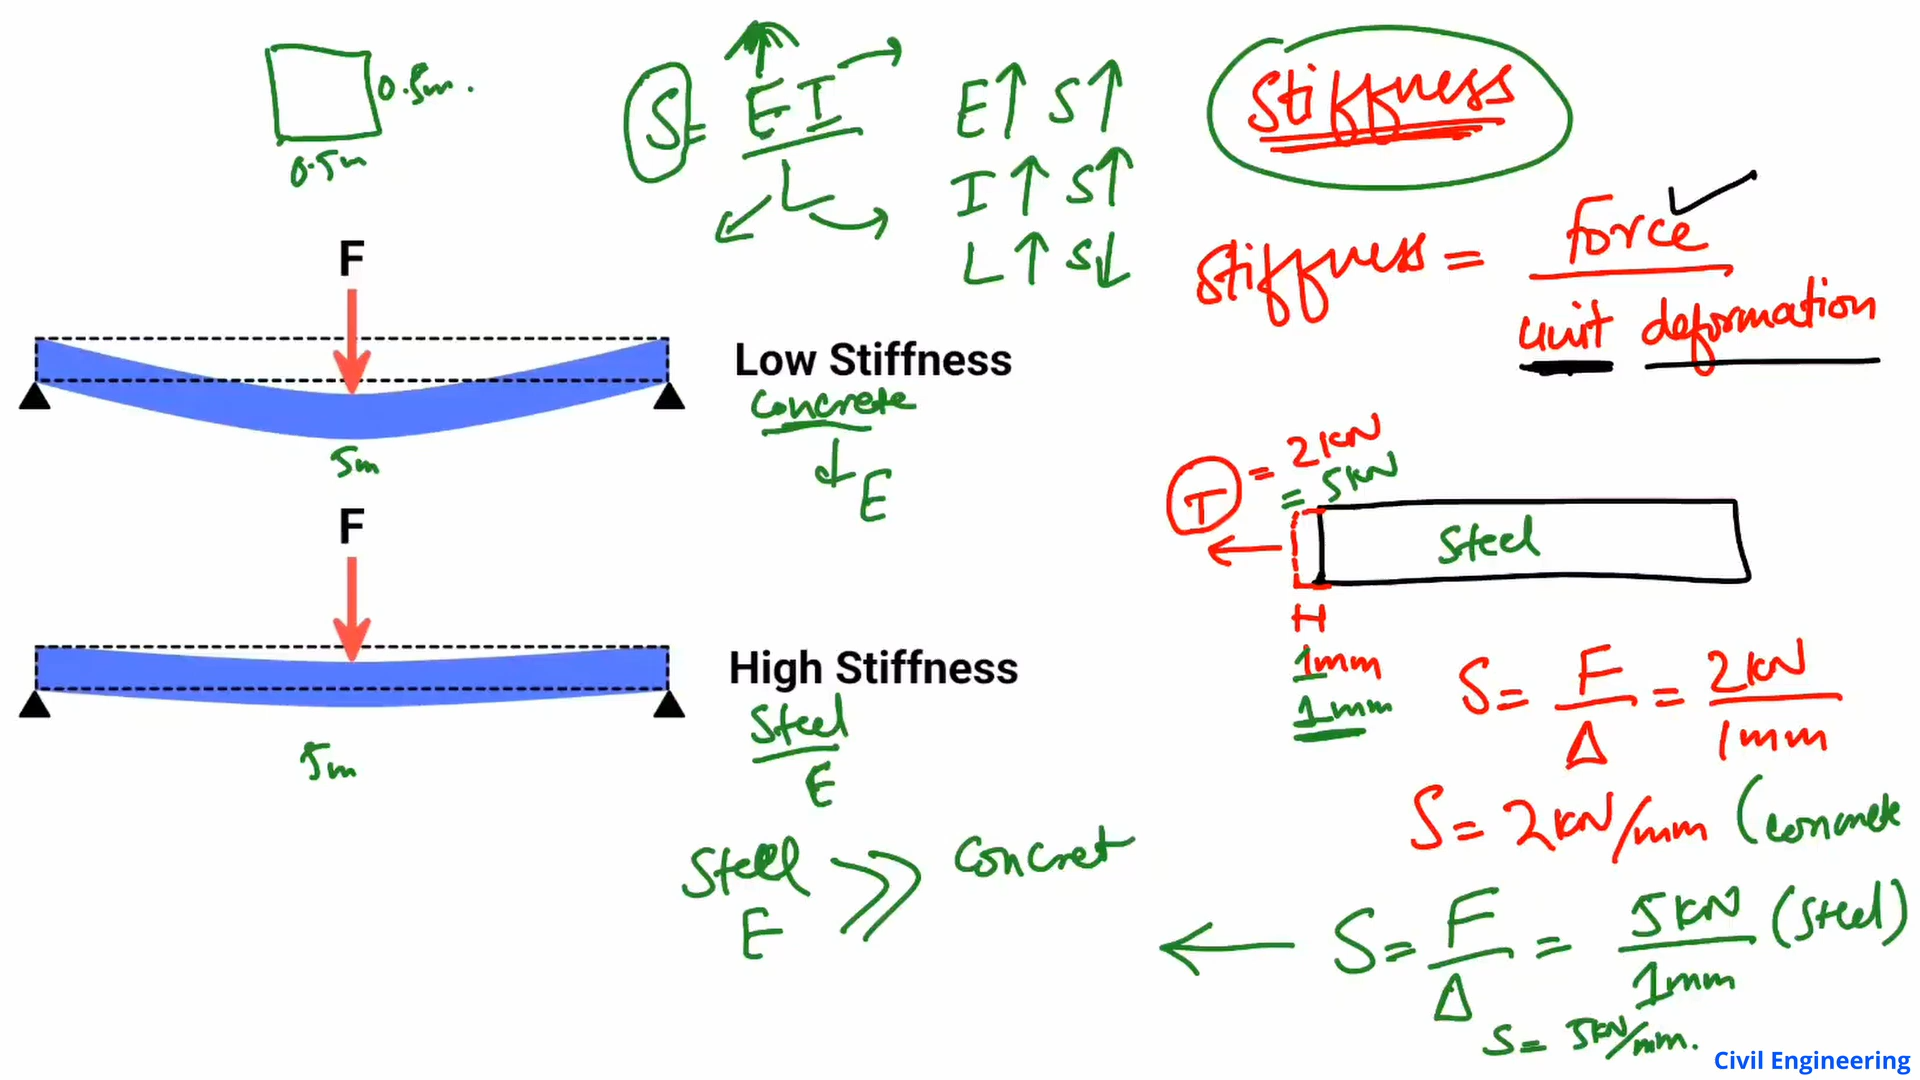 0.5m.
0.5m
S = EI
L
E↑ S↑
I↑ S↑
L↑ S↓
Stiffness
Stiffness = Force
unit deformation
F
Low Stiffness
Concrete
E
5m
F
High Stiffness
Steel
E
5m
Steel >> Concret
E
T = 2kN
= 5kN
Steel
1mm
1mm
S = F = 2kN
Δ 1mm
S = 2kN/mm (concrete
← S = F = 5kN (steel)
Δ 1mm
S = 5kN/mm.
Civil Engineering